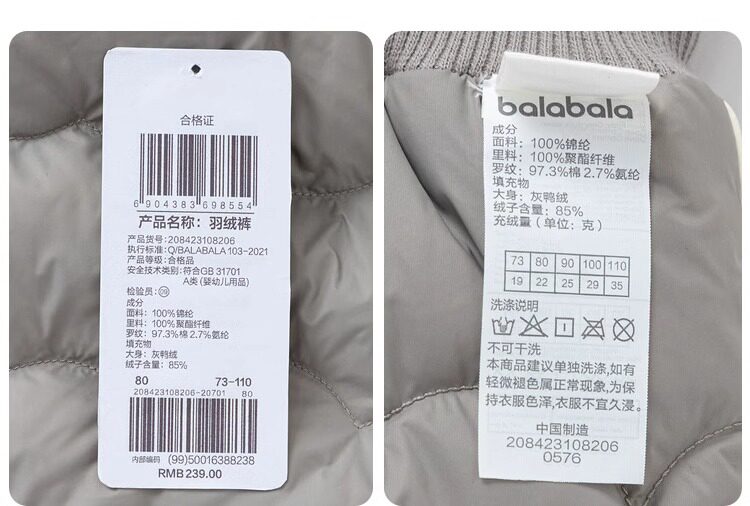 合格证
6 904383 698554
产品名称：羽绒裤
产品货号：208423108206
执行标准：Q/BALABALA 103-2021
产品等级：合格品
安全技术类别：符合GB 31701
A类 (婴幼儿用品)
检验员：09
成分
面料：100%锦纶
里料：100%聚酯纤维
罗纹：97.3%棉 2.7%氨纶
填充物
大身：灰鸭绒
绒子含量：85%
80 73-110
208423108206-20701 80
内部编码 (99)50016388238
RMB239.00
balabala
成分
面料：100%锦纶
里料：100%聚酯纤维
罗纹：97.3%棉 2.7%氨纶
填充物
大身：灰鸭绒
绒子含量：85%
充绒量（单位：克）
73 80 90 100 110
19 22 25 29 35
洗涤说明
不可干洗
本商品建议单独洗涤,如有
轻微褪色属正常现象,为保
持衣服色泽,衣服不宜久浸。
中国制造
208423108206
0576